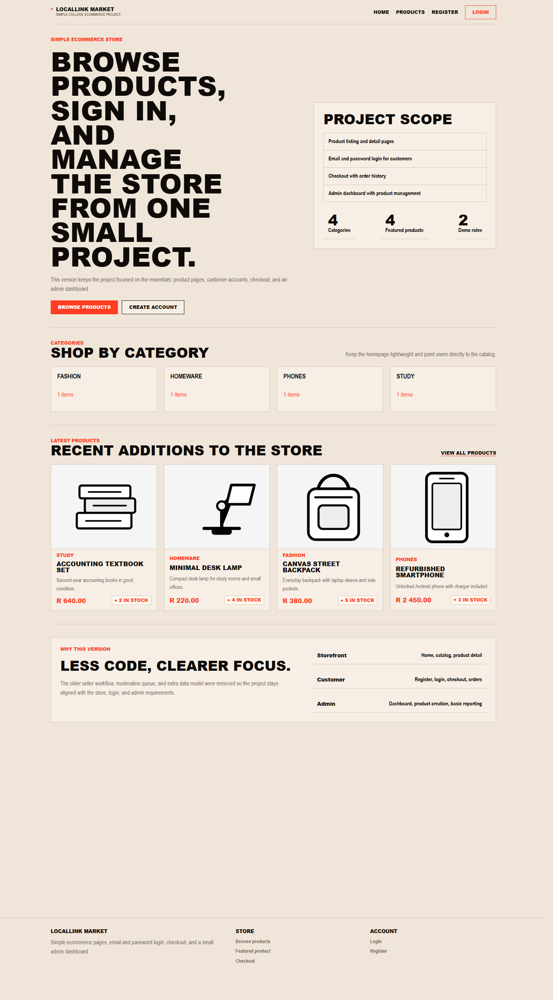 LOCALLINK MARKET
SIMPLE COLLEGE ECOMMERCE PROJECT
HOME
PRODUCTS
REGISTER
LOGIN
SIMPLE ECOMMERCE STORE
BROWSE
PRODUCTS,
SIGN IN,
AND
MANAGE
THE STORE
FROM ONE
SMALL
PROJECT.
This version keeps the project focused on the essentials: product pages, customer accounts, checkout, and an
admin dashboard.
BROWSE PRODUCTS
CREATE ACCOUNT
PROJECT SCOPE
Product listing and detail pages
Email and password login for customers
Checkout with order history
Admin dashboard with product management
4
Categories
4
Featured products
2
Demo roles
CATEGORIES
SHOP BY CATEGORY
Keep the homepage lightweight and point users directly to the catalog.
FASHION
1 items
HOMEWARE
1 items
PHONES
1 items
STUDY
1 items
LATEST PRODUCTS
RECENT ADDITIONS TO THE STORE
VIEW ALL PRODUCTS
STUDY
ACCOUNTING TEXTBOOK
SET
Second-year accounting books in good
condition.
R 640.00
2 IN STOCK
HOMEWARE
MINIMAL DESK LAMP
Compact desk lamp for study rooms and small
offices.
R 220.00
4 IN STOCK
FASHION
CANVAS STREET
BACKPACK
Everyday backpack with laptop sleeve and side
pockets.
R 380.00
5 IN STOCK
PHONES
REFURBISHED
SMARTPHONE
Unlocked Android phone with charger included.
R 2 450.00
3 IN STOCK
WHY THIS VERSION
LESS CODE, CLEARER FOCUS.
The older seller workflow, moderation queue, and extra data model were removed so the project stays
aligned with the store, login, and admin requirements.
Storefront
Home, catalog, product detail
Customer
Register, login, checkout, orders
Admin
Dashboard, product creation, basic reporting
LOCALLINK MARKET
Simple ecommerce pages, email and password login, checkout, and a small
admin dashboard.
STORE
Browse products
Featured product
Checkout
ACCOUNT
Login
Register